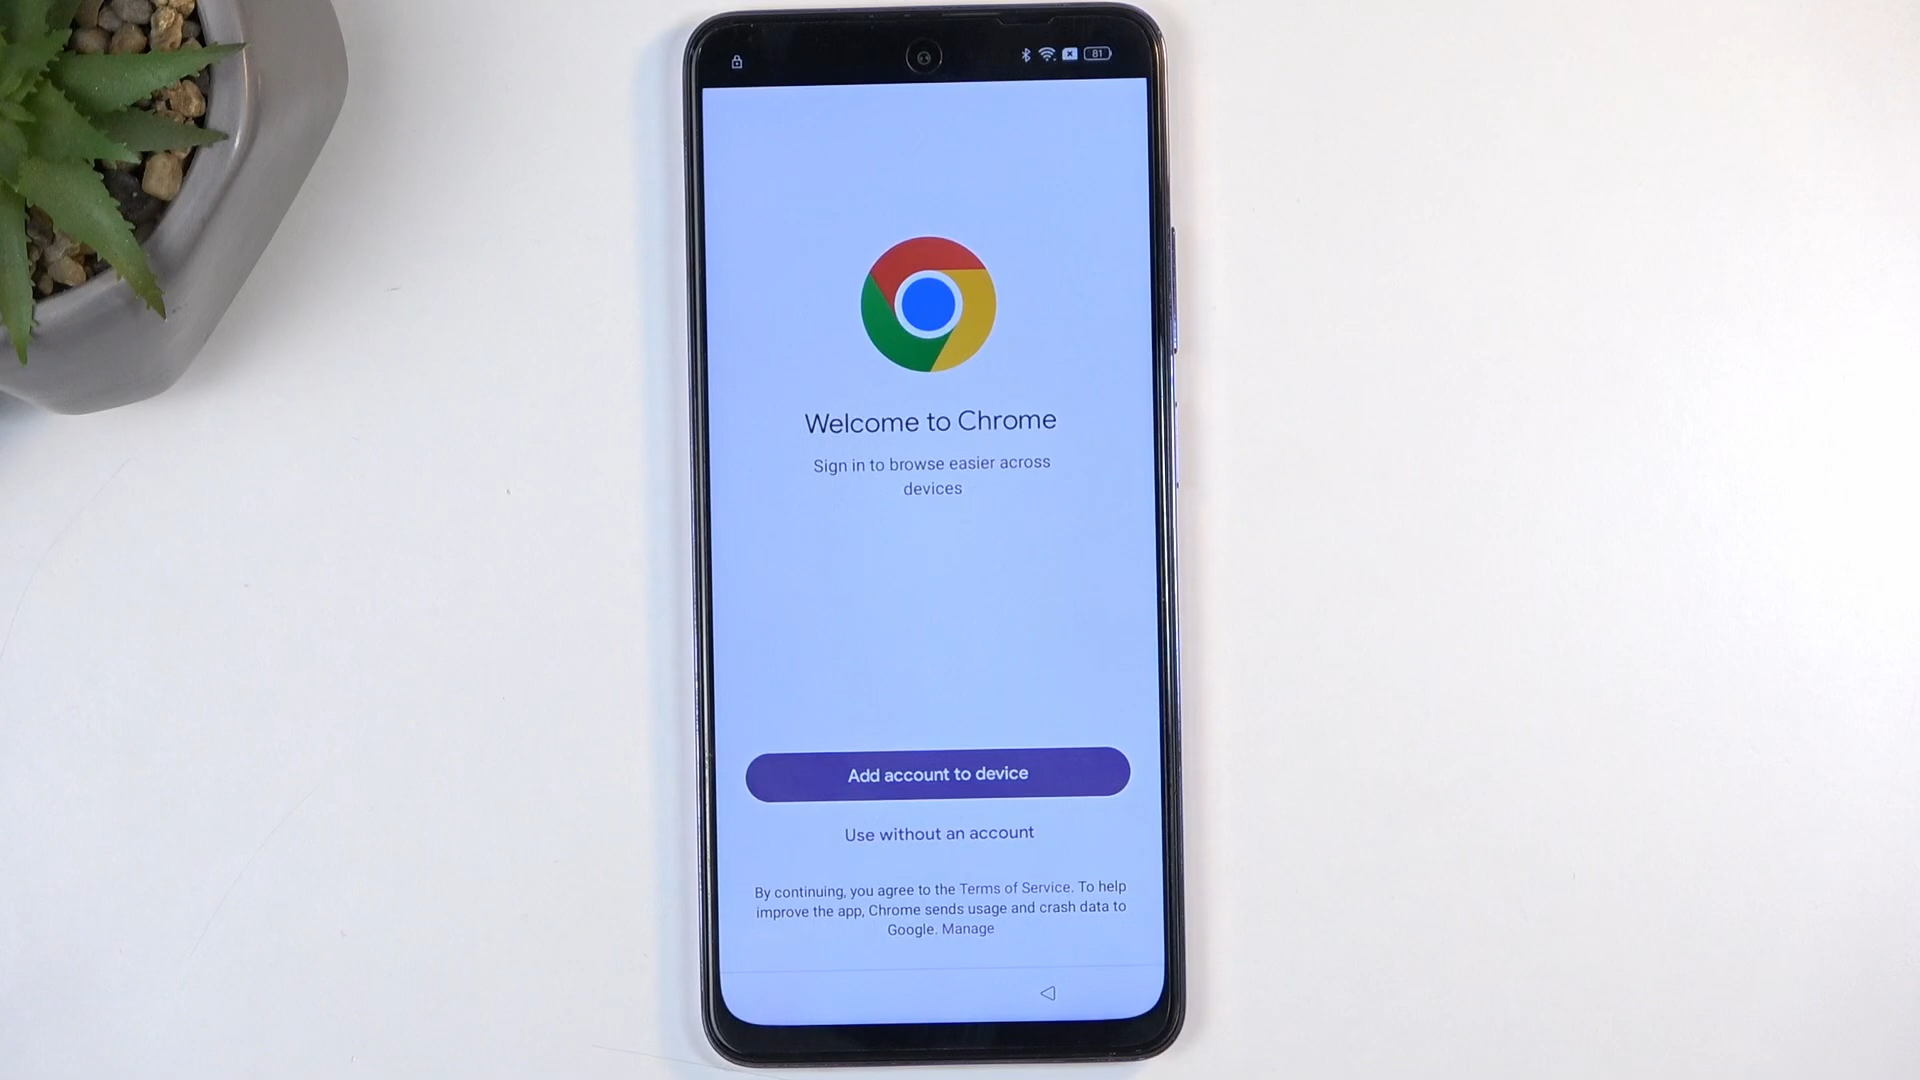 81
Welcome to Chrome
Sign in to browse easier across
devices
Add account to device
Use without an account
By continuing, you agree to the Terms of Service. To help
improve the app, Chrome sends usage and crash data to
Google. Manage